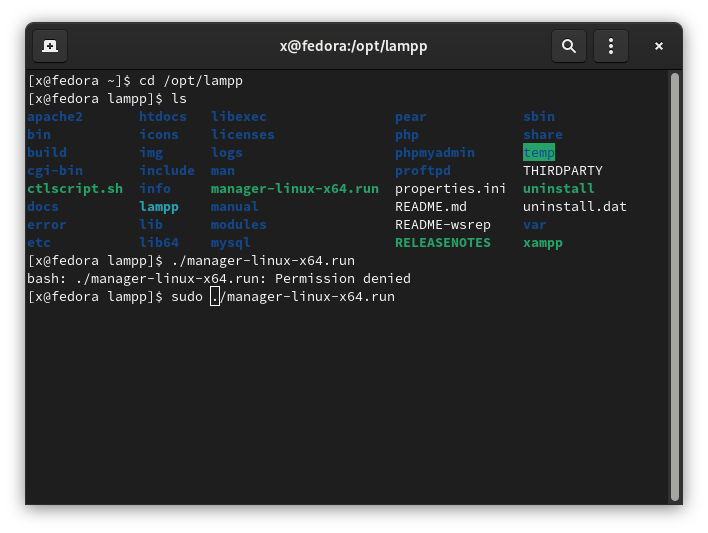 x@fedora:/opt/lampp
[x@fedora ~]$ cd /opt/lampp
[x@fedora lampp]$ ls
apache2 htdocs libexec pear sbin
bin icons licenses php share
build img logs phpmyadmin temp
cgi-bin include man proftpd THIRDPARTY
ctlscript.sh info manager-linux-x64.run properties.ini uninstall
docs lampp manual README.md uninstall.dat
error lib modules README-wsrep var
etc lib64 mysql RELEASENOTES xampp
[x@fedora lampp]$ ./manager-linux-x64.run
bash: ./manager-linux-x64.run: Permission denied
[x@fedora lampp]$ sudo ./manager-linux-x64.run